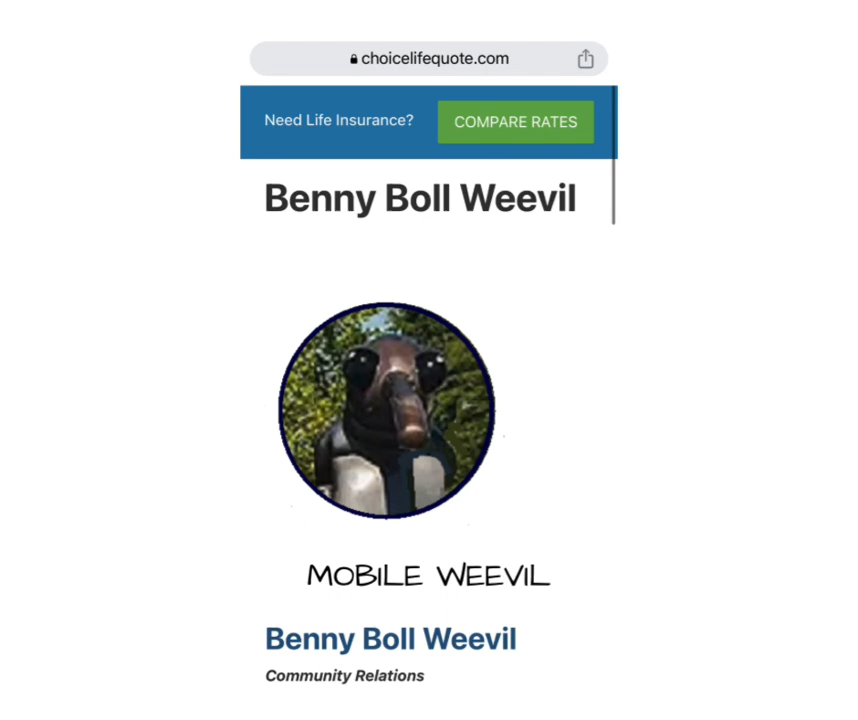 choicelifequote.com
Need Life Insurance?
COMPARE RATES
Benny Boll Weevil
MOBILE WEEVIL
Benny Boll Weevil
Community Relations